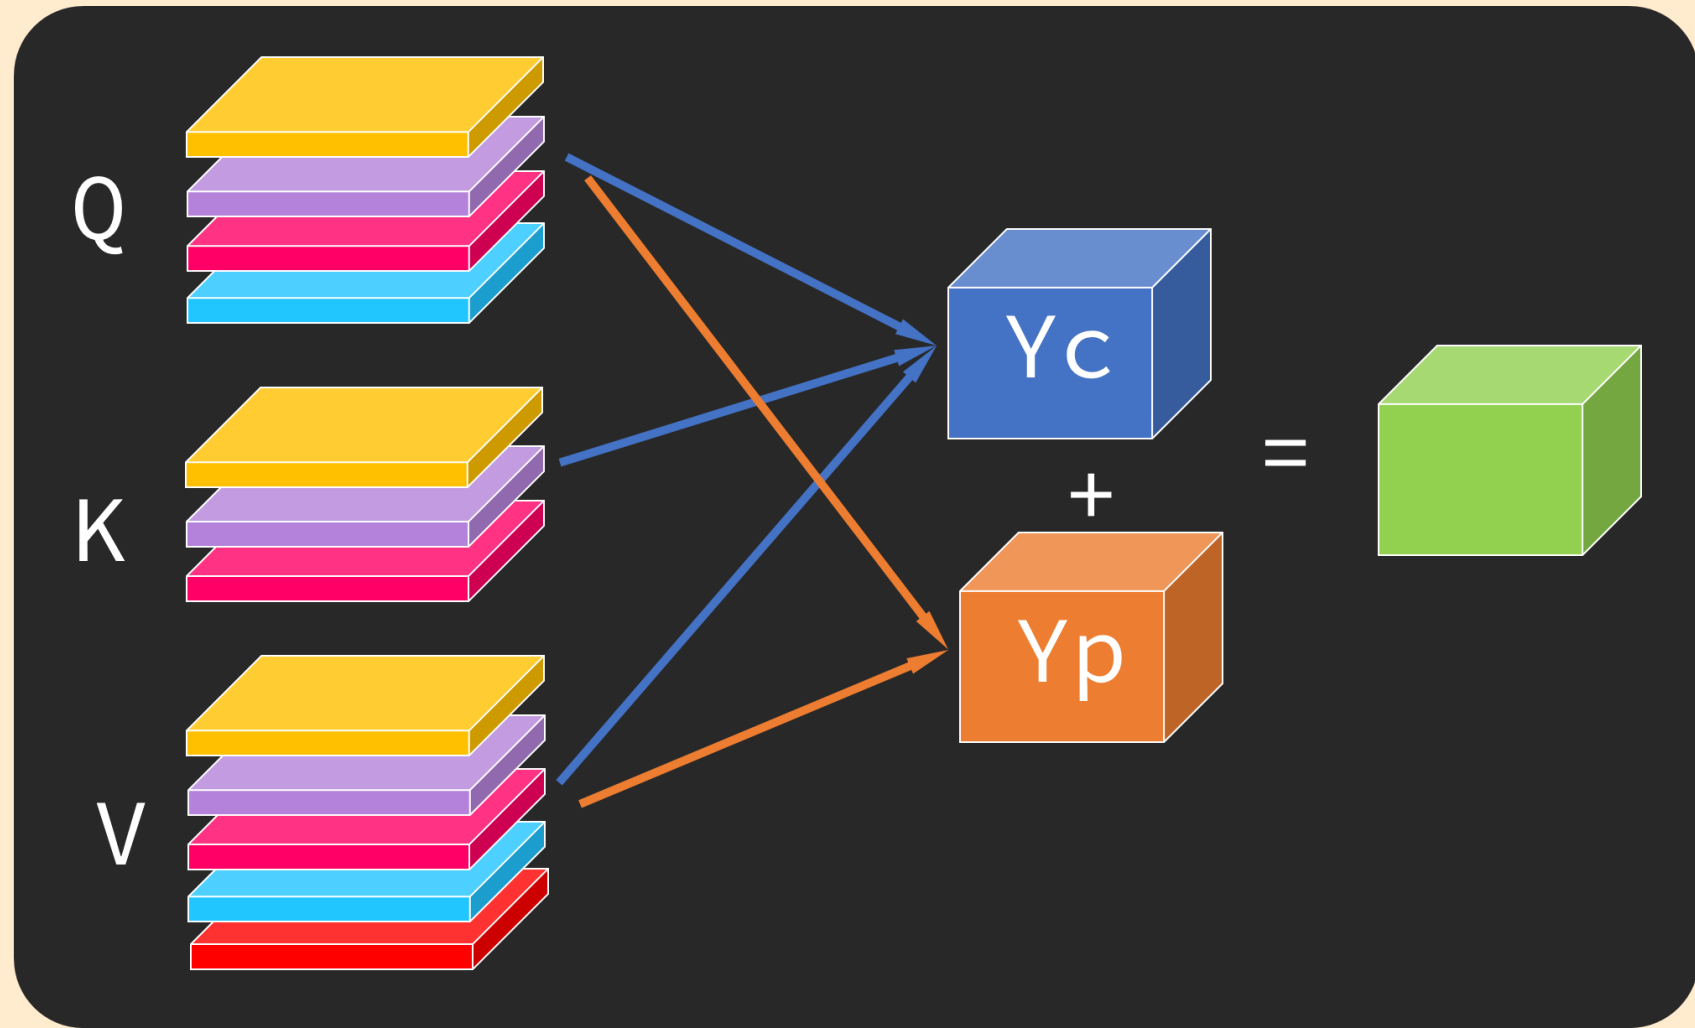 Q
K
V
Yc
+
Yp
=